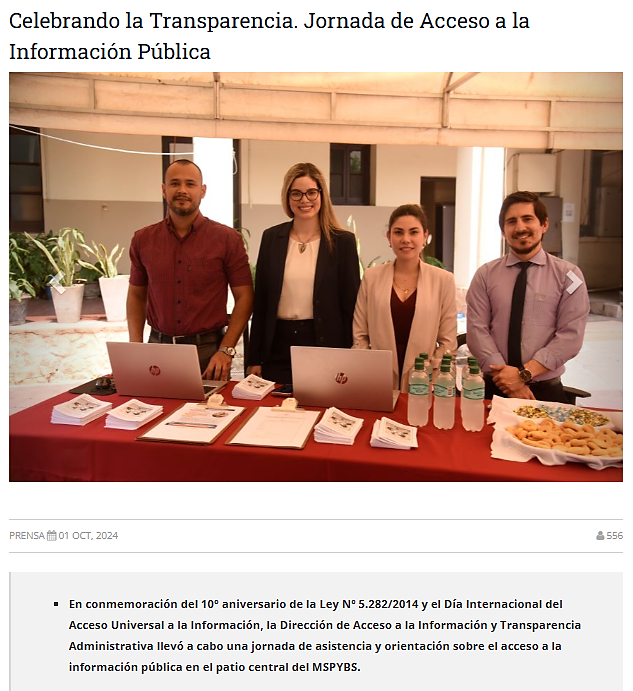 Celebrando la Transparencia. Jornada de Acceso a la
Información Pública
hp
hp
PRENSA 01 OCT, 2024
556
En conmemoración del 10º aniversario de la Ley Nº 5.282/2014 y el Día Internacional del
Acceso Universal a la Información, la Dirección de Acceso a la Información y Transparencia
Administrativa llevó a cabo una jornada de asistencia y orientación sobre el acceso a la
información pública en el patio central del MSPYBS.